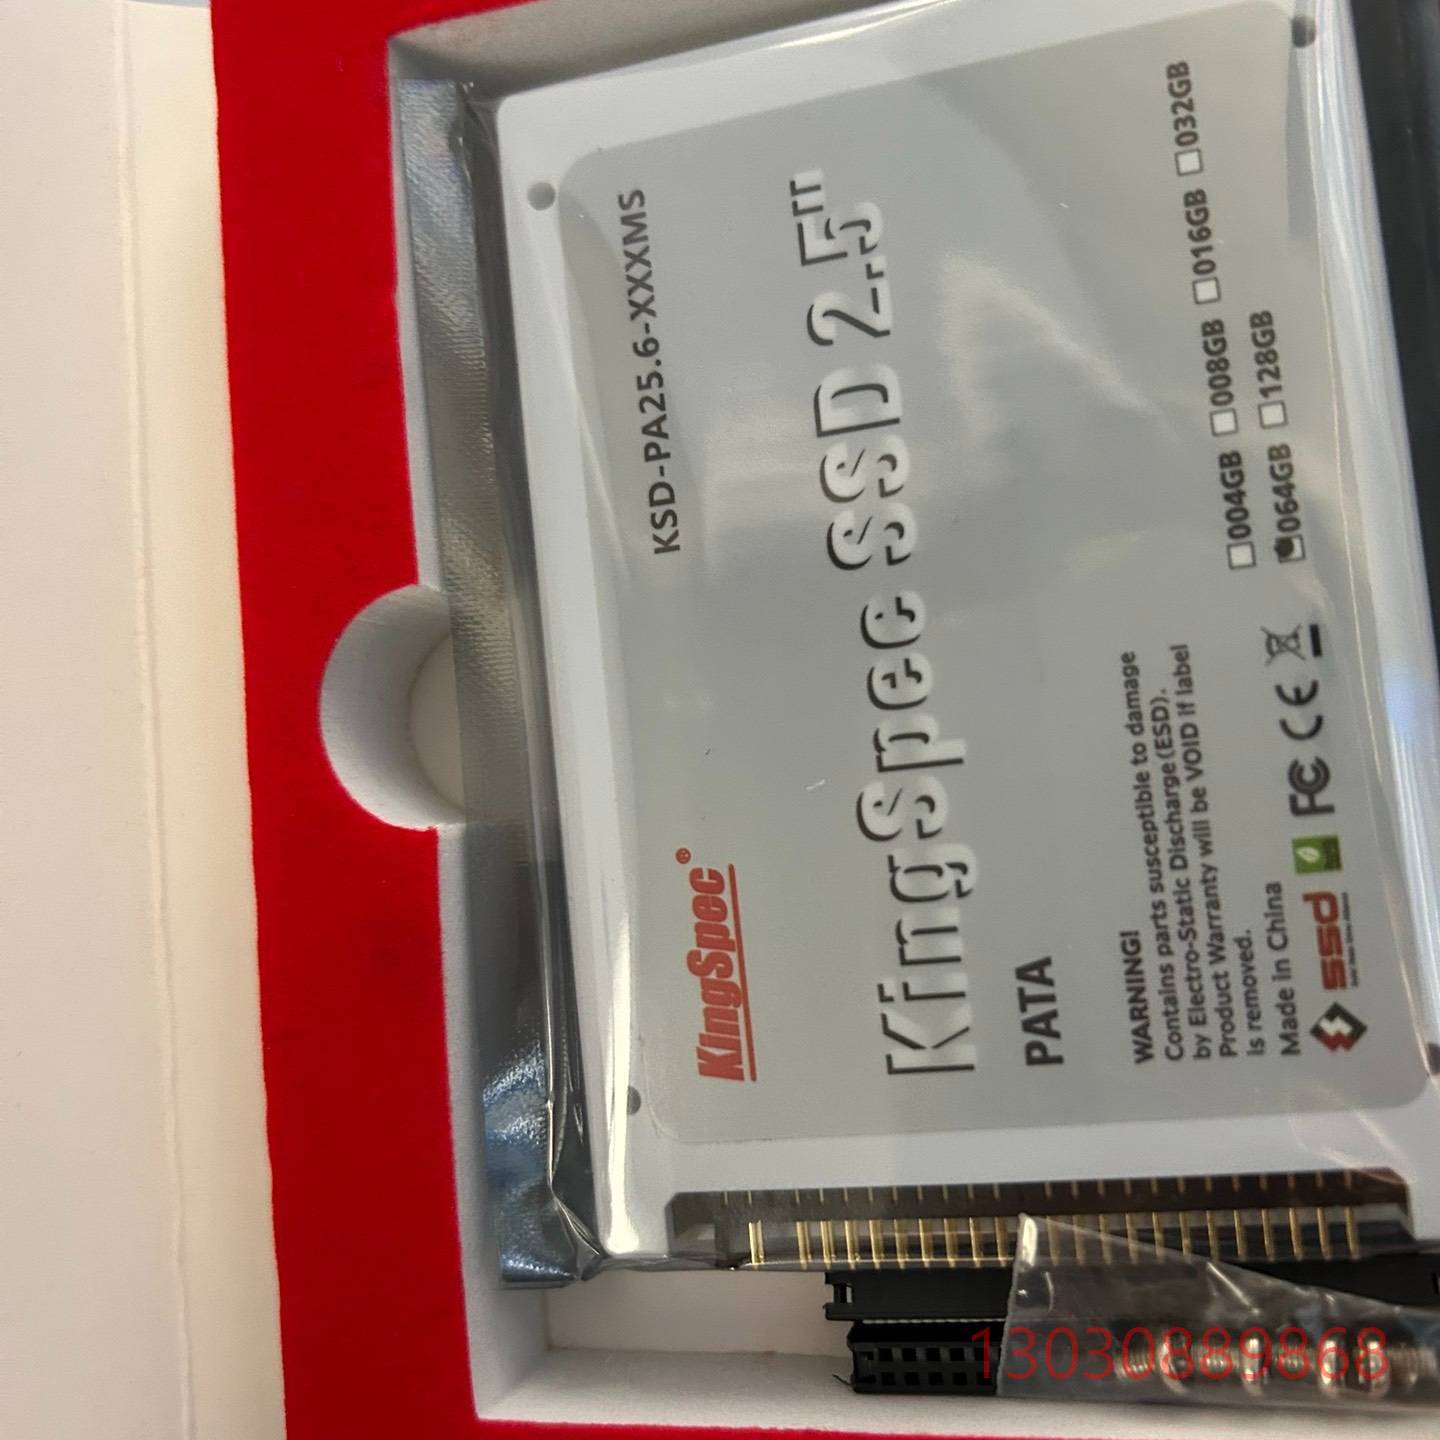 KingSpec®
KSD-PA25.6-XXXMS
KingSpec SSD 2.5"
PATA
WARNING!
Contains parts susceptible to damage
by Electro-Static Discharge (ESD).
Product Warranty will be VOID if label
is removed.
Made in China
004GB 008GB 016GB 032GB
064GB 128GB
ssd FC CE
13030889868